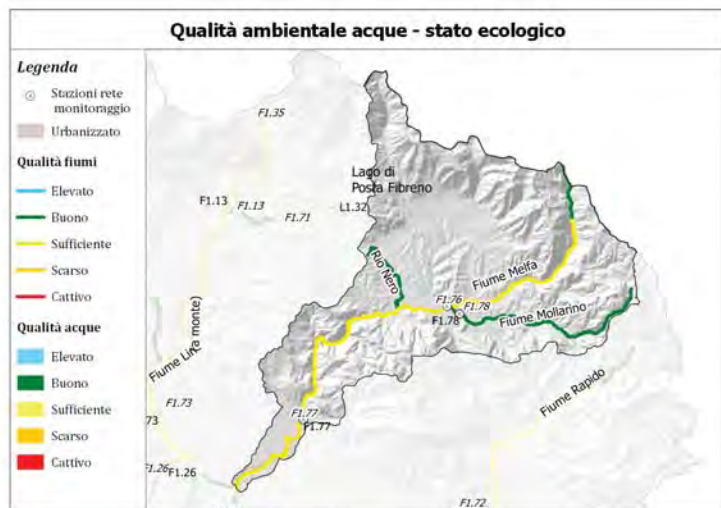 Qualità ambientale acque - stato ecologico
Legenda
Stazioni rete
monitoraggio
Urbanizzato
Qualità fiumi
Elevato
Buono
Sufficiente
Scarso
Cattivo
Qualità acque
Elevato
Buono
Sufficiente
Scarso
Cattivo
F1.35
Lago di
Posta Fibreno
F1.13
F1.13
L1.32
F1.71
Rio Nero
Fiume Melfa
F1.76
F1.78
F1.78
Fiume Mollarino
(a monte)
Fiume Liri
Fiume Rapido
F1.73
73
F1.77
F1.77
F1.26
F1.26
F1.72